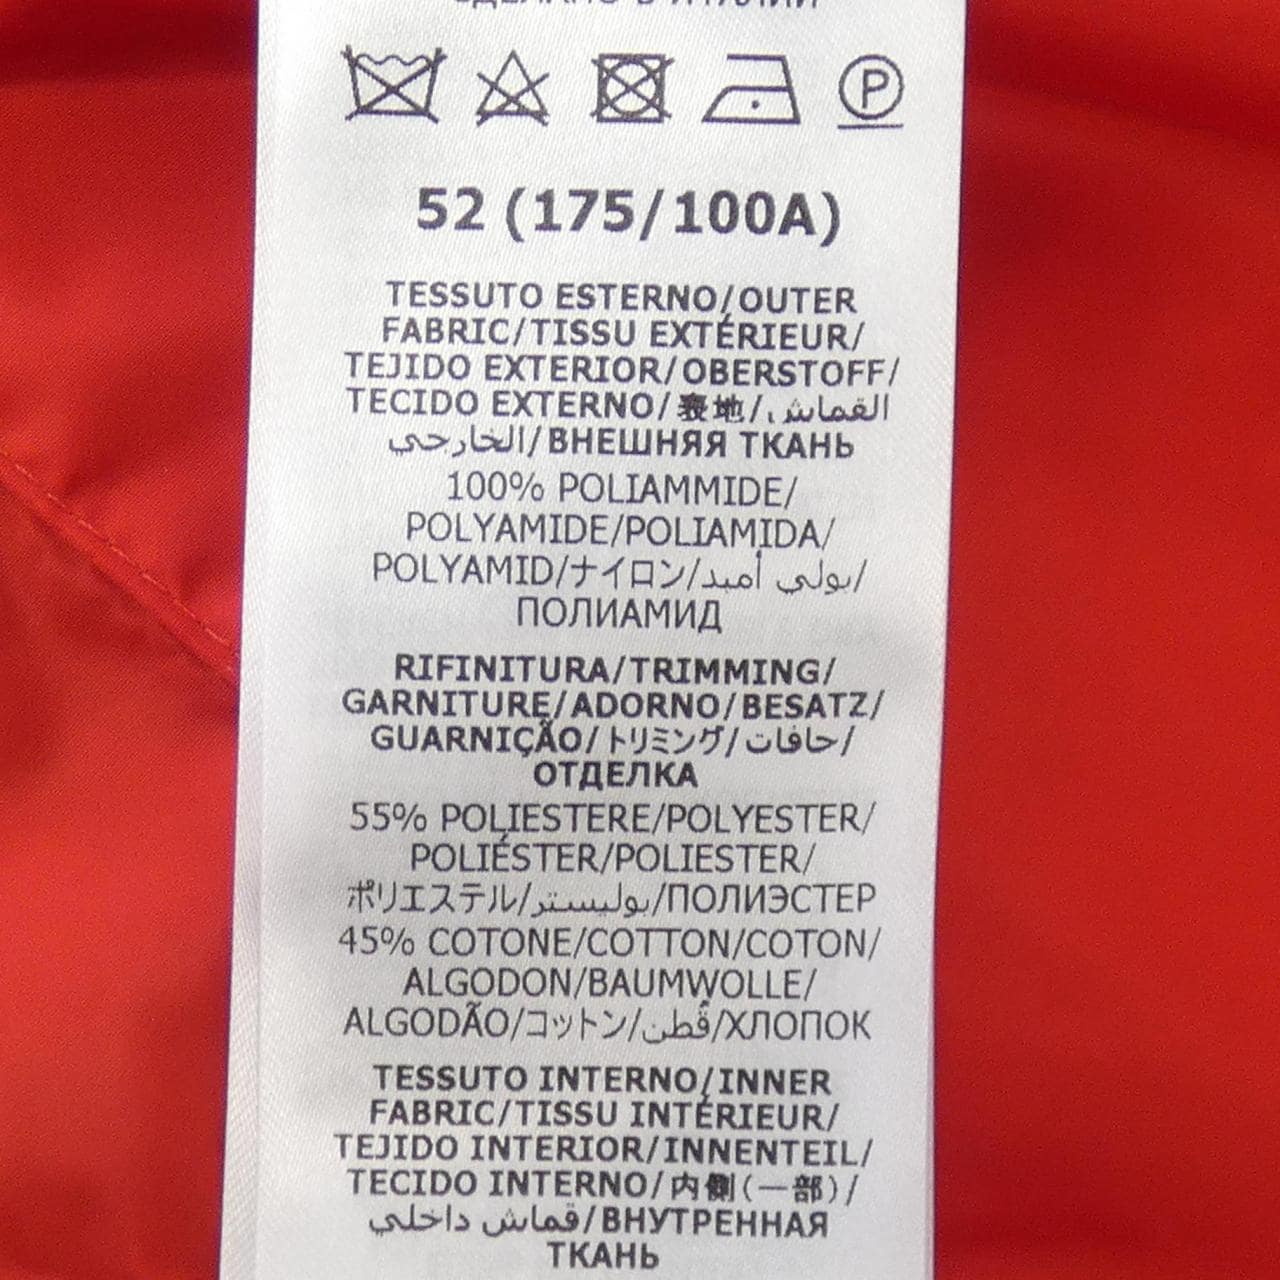 СДЕЛАНО В ИТАЛИИ
P
52 (175/100A)
TESSUTO ESTERNO/OUTER
FABRIC/TISSU EXTÉRIEUR/
TEJIDO EXTERIOR/OBERSTOFF/
TECIDO EXTERNO/表地/القماش
الخارجي/ВНЕШНЯЯ ТКАНЬ
100% POLIAMMIDE/
POLYAMIDE/POLIAMIDA/
POLYAMID/ナイロン/بولي أميد/
ПОЛИАМИД
RIFINITURA/TRIMMING/
GARNITURE/ADORNO/BESATZ/
GUARNIÇÃO/トリミング/حافات/
ОТДЕЛКА
55% POLIESTERE/POLYESTER/
POLIÉSTER/POLIESTER/
ポリエステル/بوليستر/ПОЛИЭСТЕР
45% COTONE/COTTON/COTON/
ALGODON/BAUMWOLLE/
ALGODÃO/コットン/قطن/ХЛОПОК
TESSUTO INTERNO/INNER
FABRIC/TISSU INTÉRIEUR/
TEJIDO INTERIOR/INNENTEIL/
TECIDO INTERNO/内側(一部)/
قماش داخلي/ВНУТРЕННАЯ
ТКАНЬ